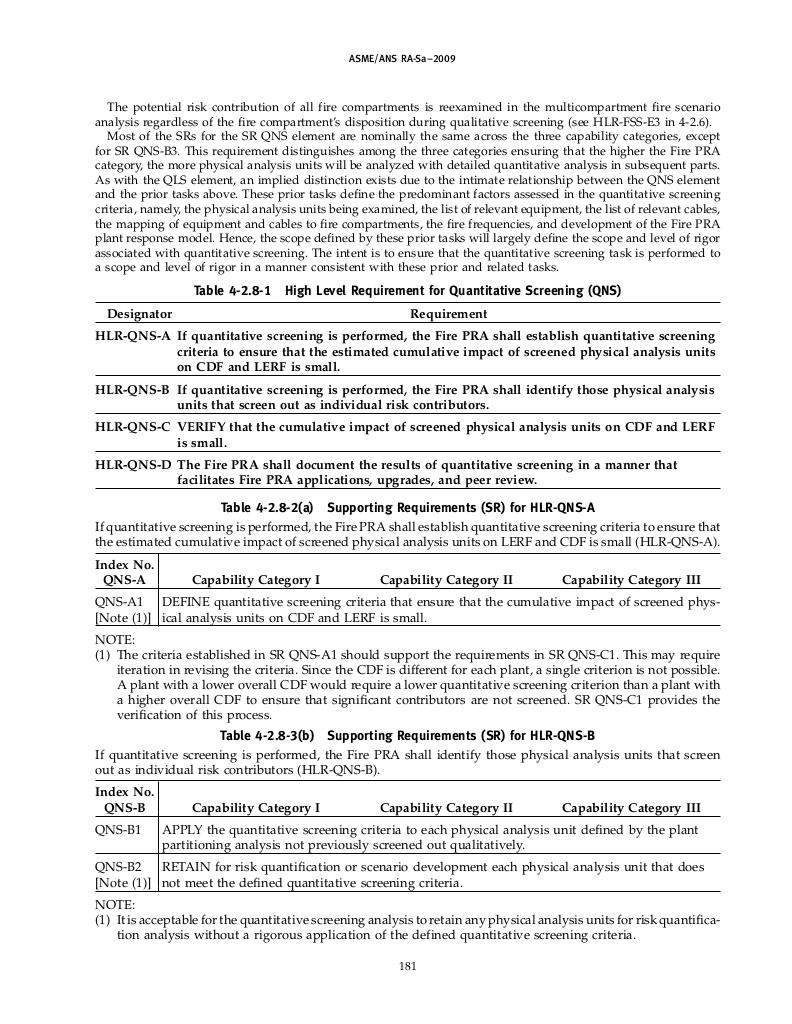 ASME/ANS RA-Sa–2009
The potential risk contribution of all fire compartments is reexamined in the multicompartment fire scenario
analysis regardless of the fire compartment's disposition during qualitative screening (see HLR-FSS-E3 in 4-2.6).
Most of the SRs for the SR QNS element are nominally the same across the three capability categories, except
for SR QNS-B3. This requirement distinguishes among the three categories ensuring that the higher the Fire PRA
category, the more physical analysis units will be analyzed with detailed quantitative analysis in subsequent parts.
As with the QLS element, an implied distinction exists due to the intimate relationship between the QNS element
and the prior tasks above. These prior tasks define the predominant factors assessed in the quantitative screening
criteria, namely, the physical analysis units being examined, the list of relevant equipment, the list of relevant cables,
the mapping of equipment and cables to fire compartments, the fire frequencies, and development of the Fire PRA
plant response model. Hence, the scope defined by these prior tasks will largely define the scope and level of rigor
associated with quantitative screening. The intent is to ensure that the quantitative screening task is performed to
a scope and level of rigor in a manner consistent with these prior and related tasks.
Table 4-2.8-1 High Level Requirement for Quantitative Screening (QNS)
Designator Requirement
HLR-QNS-A If quantitative screening is performed, the Fire PRA shall establish quantitative screening
criteria to ensure that the estimated cumulative impact of screened physical analysis units
on CDF and LERF is small.
HLR-QNS-B If quantitative screening is performed, the Fire PRA shall identify those physical analysis
units that screen out as individual risk contributors.
HLR-QNS-C VERIFY that the cumulative impact of screened physical analysis units on CDF and LERF
is small.
HLR-QNS-D The Fire PRA shall document the results of quantitative screening in a manner that
facilitates Fire PRA applications, upgrades, and peer review.
Table 4-2.8-2(a) Supporting Requirements (SR) for HLR-QNS-A
If quantitative screening is performed, the Fire PRA shall establish quantitative screening criteria to ensure that
the estimated cumulative impact of screened physical analysis units on LERF and CDF is small (HLR-QNS-A).
Index No.
QNS-A Capability Category I Capability Category II Capability Category III
QNS-A1 DEFINE quantitative screening criteria that ensure that the cumulative impact of screened phys-
[Note (1)] ical analysis units on CDF and LERF is small.
NOTE:
(1) The criteria established in SR QNS-A1 should support the requirements in SR QNS-C1. This may require
iteration in revising the criteria. Since the CDF is different for each plant, a single criterion is not possible.
A plant with a lower overall CDF would require a lower quantitative screening criterion than a plant with
a higher overall CDF to ensure that significant contributors are not screened. SR QNS-C1 provides the
verification of this process.
Table 4-2.8-3(b) Supporting Requirements (SR) for HLR-QNS-B
If quantitative screening is performed, the Fire PRA shall identify those physical analysis units that screen
out as individual risk contributors (HLR-QNS-B).
Index No.
QNS-B Capability Category I Capability Category II Capability Category III
QNS-B1 APPLY the quantitative screening criteria to each physical analysis unit defined by the plant
partitioning analysis not previously screened out qualitatively.
QNS-B2 RETAIN for risk quantification or scenario development each physical analysis unit that does
[Note (1)] not meet the defined quantitative screening criteria.
NOTE:
(1) It is acceptable for the quantitative screening analysis to retain any physical analysis units for risk quantifica-
tion analysis without a rigorous application of the defined quantitative screening criteria.
181